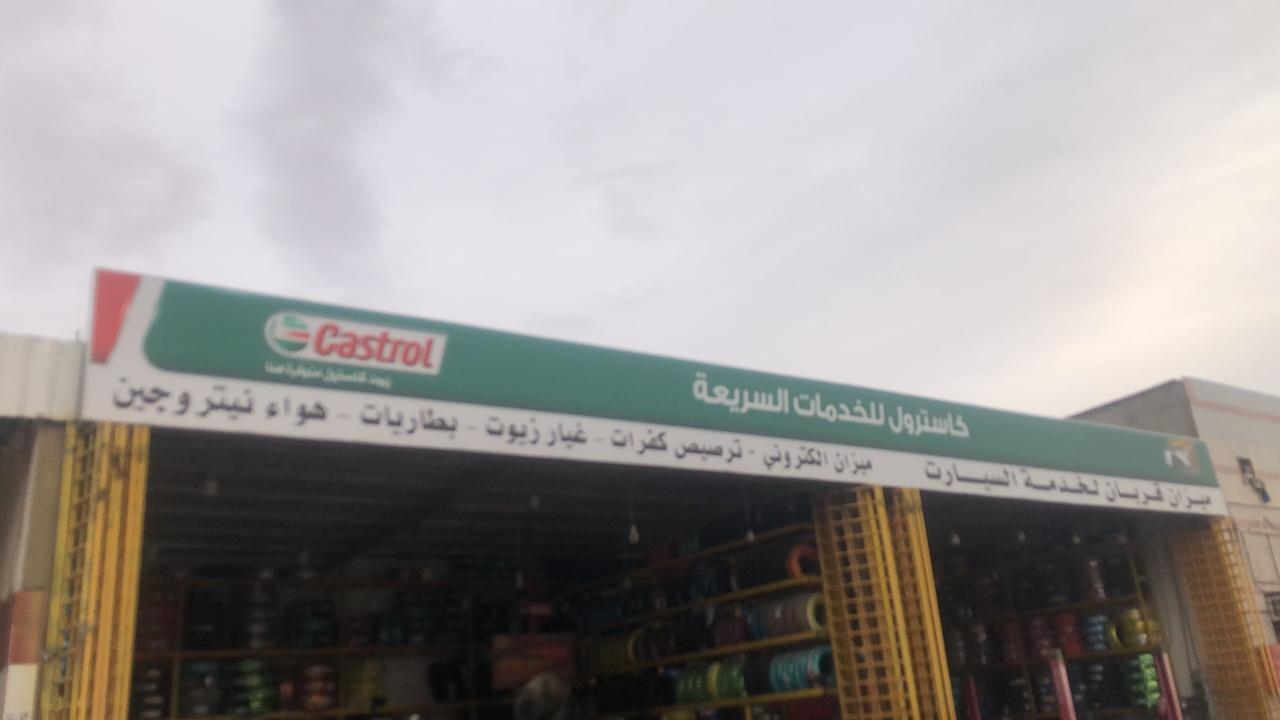 كاسترول للخدمات السريعة
Castrol
زيوت كاسترول متوفرة هنا
ميزان قربان لخدمة السيارت
ميزان الكتروني - ترصيص كفرات - غيار زيوت - بطاريات - هواء نيتروجين